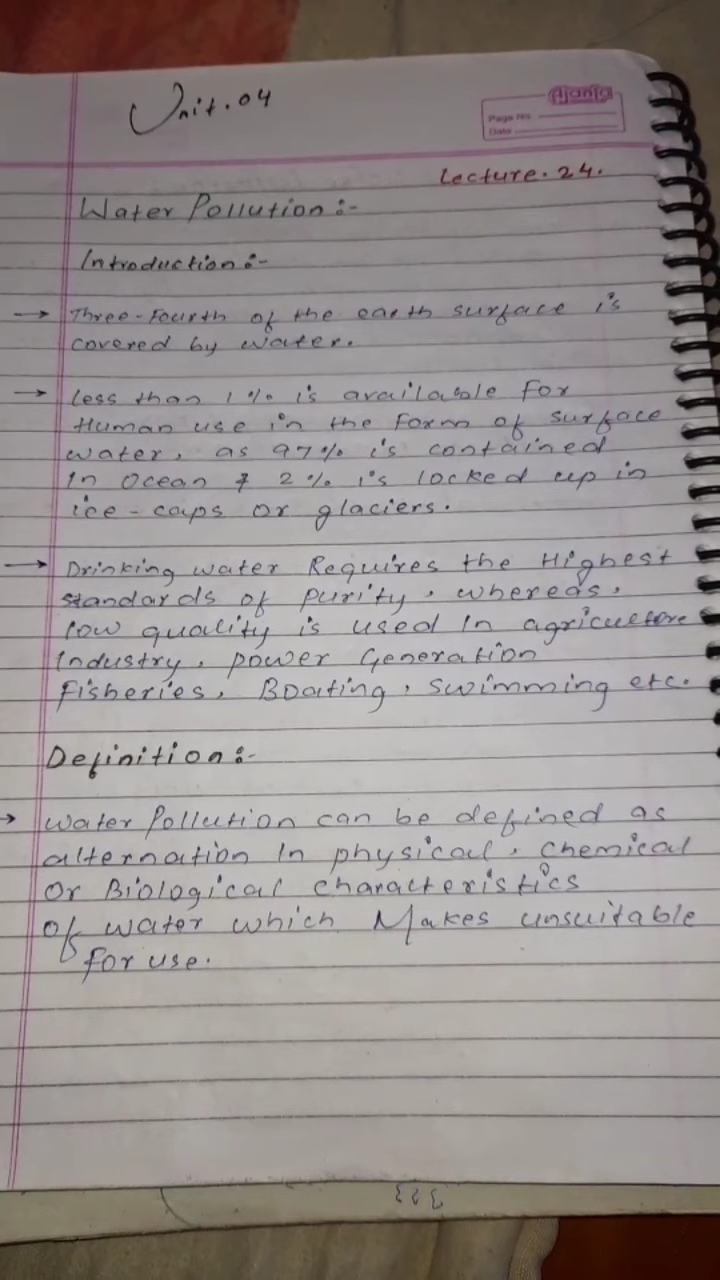 Unit.04
Ajanta
Page No.
Date
Lecture.24.
Water Pollution:-
Introduction:-
→ Three-Fourth of the earth surface is
covered by water.
→ Less than 1% is available for
Human use in the form of surface
water, as 97% is contained
In Ocean & 2% is locked up in
ice-caps or glaciers.
→ Drinking water Requires the Highest
standards of purity, whereas,
low quality is used in agriculture
Industry, power Generation
Fisheries, Boating, swimming etc.
Definition:-
→ Water Pollution can be defined as
alternation In physical, chemical
Or Biological characteristics
Of water which Makes unsuitable
for use.